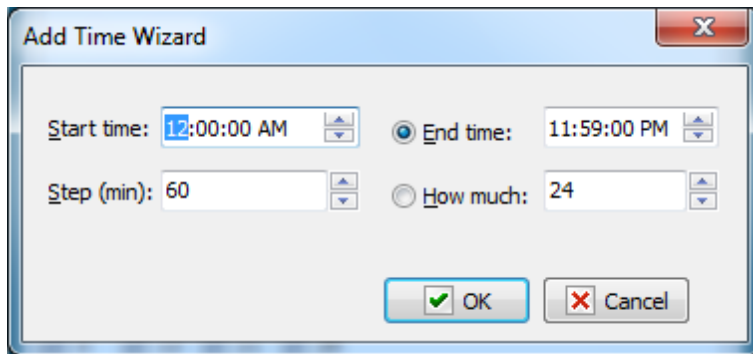 Add Time Wizard
Start time: 12:00:00 AM End time: 11:59:00 PM
Step (min): 60 How much: 24
OK Cancel